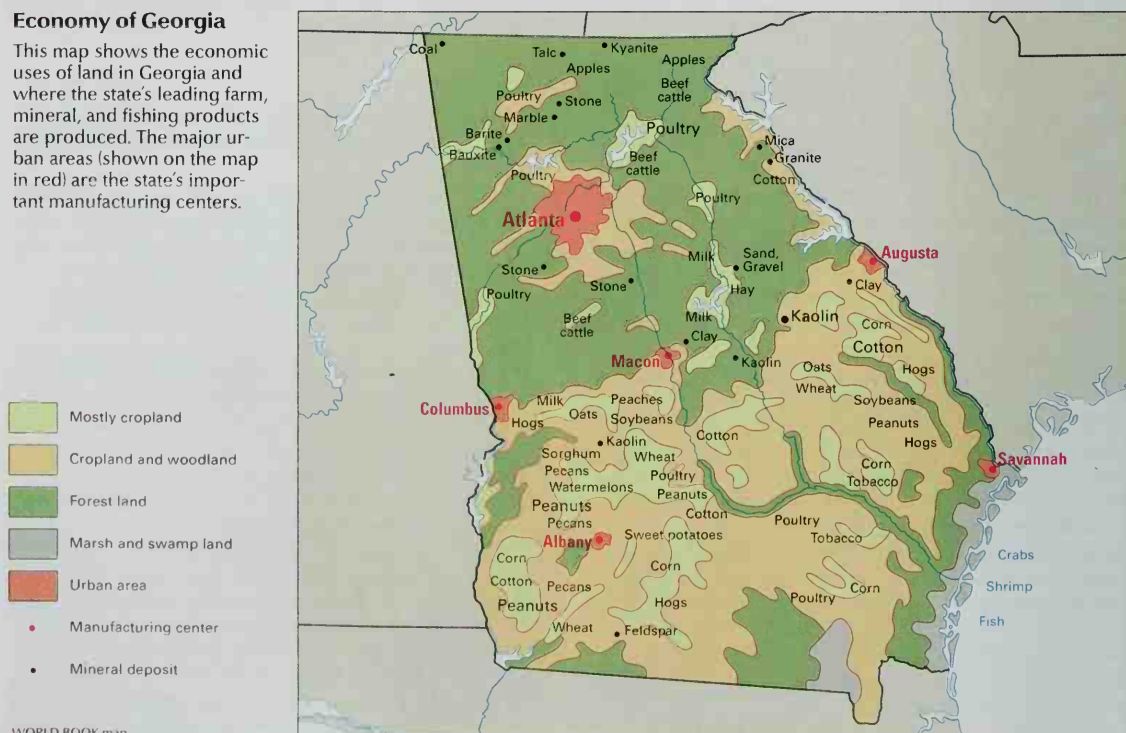 Economy of Georgia
This map shows the economic
uses of land in Georgia and
where the state's leading farm,
mineral, and fishing products
are produced. The major ur-
ban areas (shown on the map
in red) are the state's impor-
tant manufacturing centers.
Mostly cropland
Cropland and woodland
Forest land
Marsh and swamp land
Urban area
Manufacturing center
Mineral deposit
WORLD BOOK map
Coal
Talc
Kyanite
Apples
Apples
Beef
cattle
Poultry
Stone
Marble
Barite
Bauxite
Poultry
Mica
Granite
Cotton
Beef
cattle
Poultry
Poultry
Atlanta
Milk
Sand,
Gravel
Augusta
Stone
Stone
Hay
Clay
Poultry
Beef
cattle
Milk
Clay
Kaolin
Corn
Cotton
Macon
Kaolin
Oats
Hogs
Wheat
Soybeans
Peanuts
Hogs
Columbus
Milk
Hogs
Oats
Peaches
Soybeans
Cotton
Kaolin
Sorghum
Wheat
Pecans
Poultry
Watermelons
Peanuts
Peanuts
Cotton
Pecans
Corn
Tobacco
Savannah
Albany
Sweet potatoes
Poultry
Tobacco
Corn
Cotton
Peanuts
Pecans
Corn
Hogs
Poultry
Corn
Wheat
Feldspar
Crabs
Shrimp
Fish